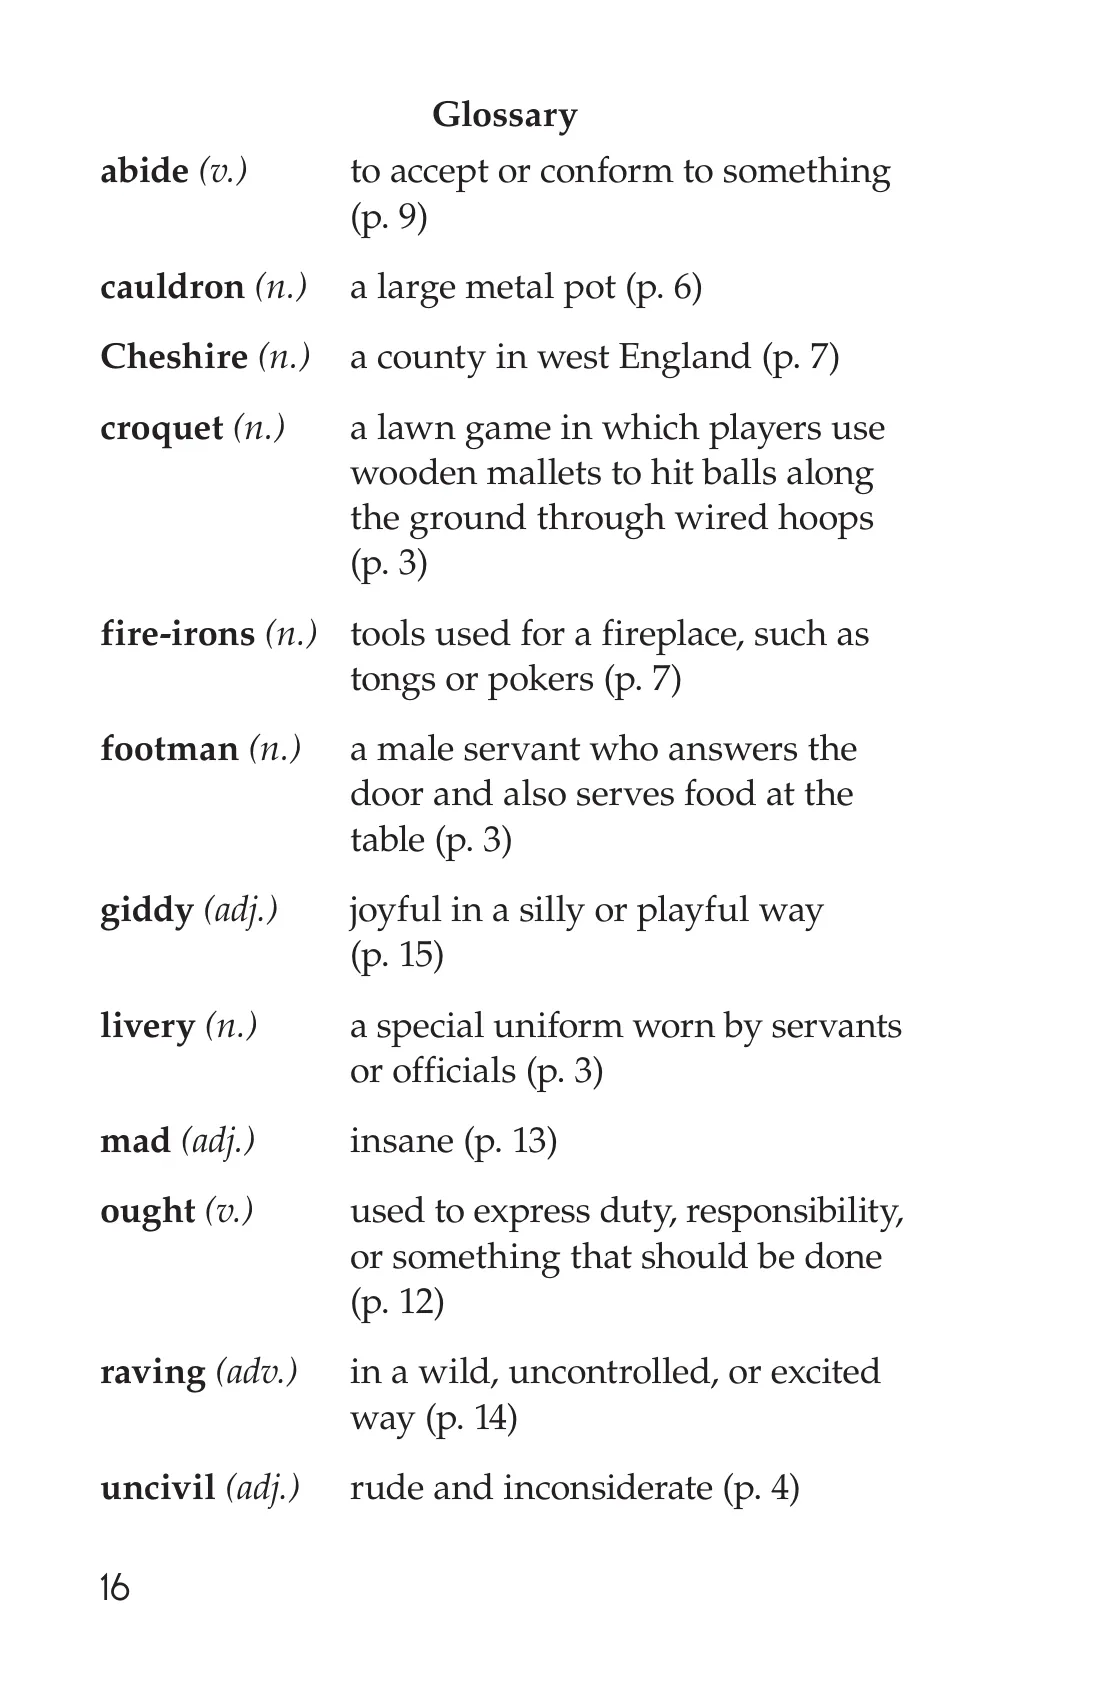 Glossary
abide (v.) to accept or conform to something
(p. 9)
cauldron (n.) a large metal pot (p. 6)
Cheshire (n.) a county in west England (p. 7)
croquet (n.) a lawn game in which players use
wooden mallets to hit balls along
the ground through wired hoops
(p. 3)
fire-irons (n.) tools used for a fireplace, such as
tongs or pokers (p. 7)
footman (n.) a male servant who answers the
door and also serves food at the
table (p. 3)
giddy (adj.) joyful in a silly or playful way
(p. 15)
livery (n.) a special uniform worn by servants
or officials (p. 3)
mad (adj.) insane (p. 13)
ought (v.) used to express duty, responsibility,
or something that should be done
(p. 12)
raving (adv.) in a wild, uncontrolled, or excited
way (p. 14)
uncivil (adj.) rude and inconsiderate (p. 4)
16